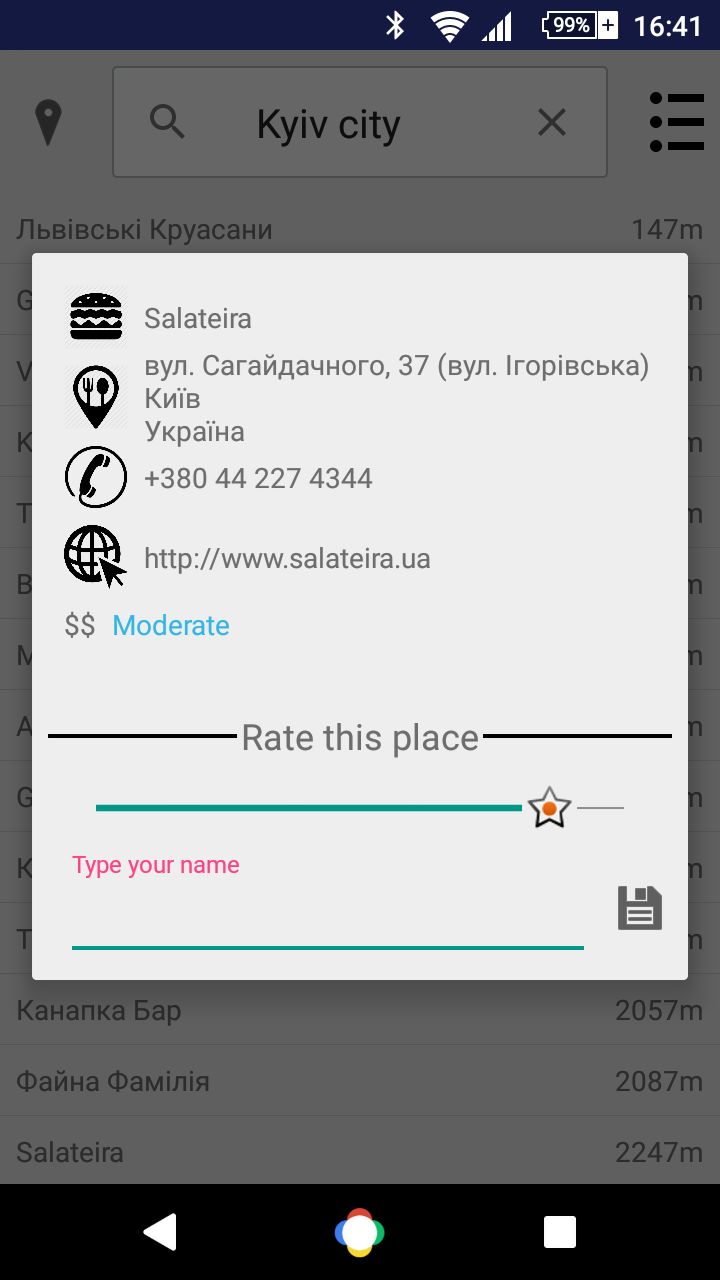 99%
16:41
Kyiv city
Львівські Круасани 147m
Salateira
вул. Сагайдачного, 37 (вул. Ігорівська)
Київ
Україна
+380 44 227 4344
http://www.salateira.ua
$$ Moderate
Rate this place
Type your name
Канапка Бар 2057m
Файна Фамілія 2087m
Salateira 2247m